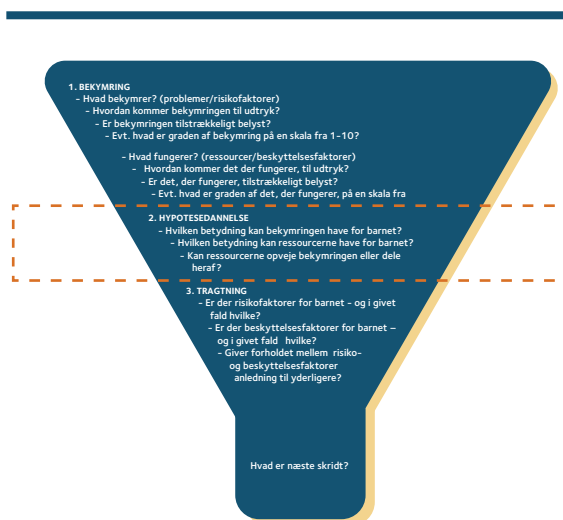 1. BEKYMRING
- Hvad bekymrer? (problemer/risikofaktorer)
- Hvordan kommer bekymringen til udtryk?
- Er bekymringen tilstrækkeligt belyst?
- Evt. hvad er graden af bekymring på en skala fra 1-10?
- Hvad fungerer? (ressourcer/beskyttelsesfaktorer)
- Hvordan kommer det der fungerer, til udtryk?
- Er det, der fungerer, tilstrækkeligt belyst?
- Evt. hvad er graden af det, der fungerer, på en skala fra
2. HYPOTESEDANNELSE
- Hvilken betydning kan bekymringen have for barnet?
- Hvilken betydning kan ressourcerne have for barnet?
- Kan ressourcerne opveje bekymringen eller dele
heraf?
3. TRAGTNING
- Er der risikofaktorer for barnet - og i givet
fald hvilke?
- Er der beskyttelsesfaktorer for barnet –
og i givet fald hvilke?
- Giver forholdet mellem risiko-
og beskyttelsesfaktorer
anledning til yderligere?
Hvad er næste skridt?